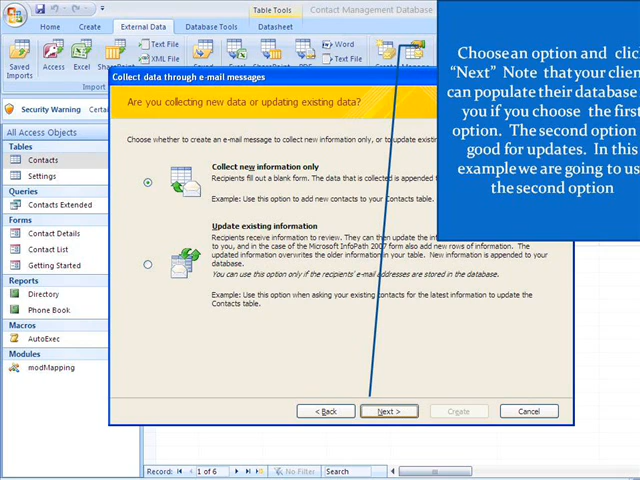 Table Tools
Contact Management Database
Home
Create
External Data
Database Tools
Datasheet
Saved Imports
Access
Excel
SharePoint
Text File
XML File
Import
Excel
Word
Text File
Security Warning
All Access Objects
Tables
Contacts
Settings
Queries
Contacts Extended
Forms
Contact Details
Contact List
Getting Started
Reports
Directory
Phone Book
Macros
AutoExec
Modules
modMapping
Collect data through e-mail messages
Are you collecting new data or updating existing data?
Choose whether to create an e-mail message to collect new information only, or to update existin
Collect new information only
Recipients fill out a blank form. The data that is collected is appended
Example: Use this option to add new contacts to your Contacts table.
Update existing information
Recipients receive information to review. They can then update the in
to you, and in the case of the Microsoft InfoPath 2007 form also add new rows of information. The
updated information overwrites the older information in your table. New information is appended to your
database.
You can use this option only if the recipients' e-mail addresses are stored in the database.
Example: Use this option when asking your existing contacts for the latest information to update the
Contacts table.
< Back
Next >
Create
Cancel
Choose an option and clic
"Next" Note that your clien
can populate their database
you if you choose the first
option. The second option
good for updates. In this
example we are going to us
the second option
Record:
1 of 6
No Filter
Search